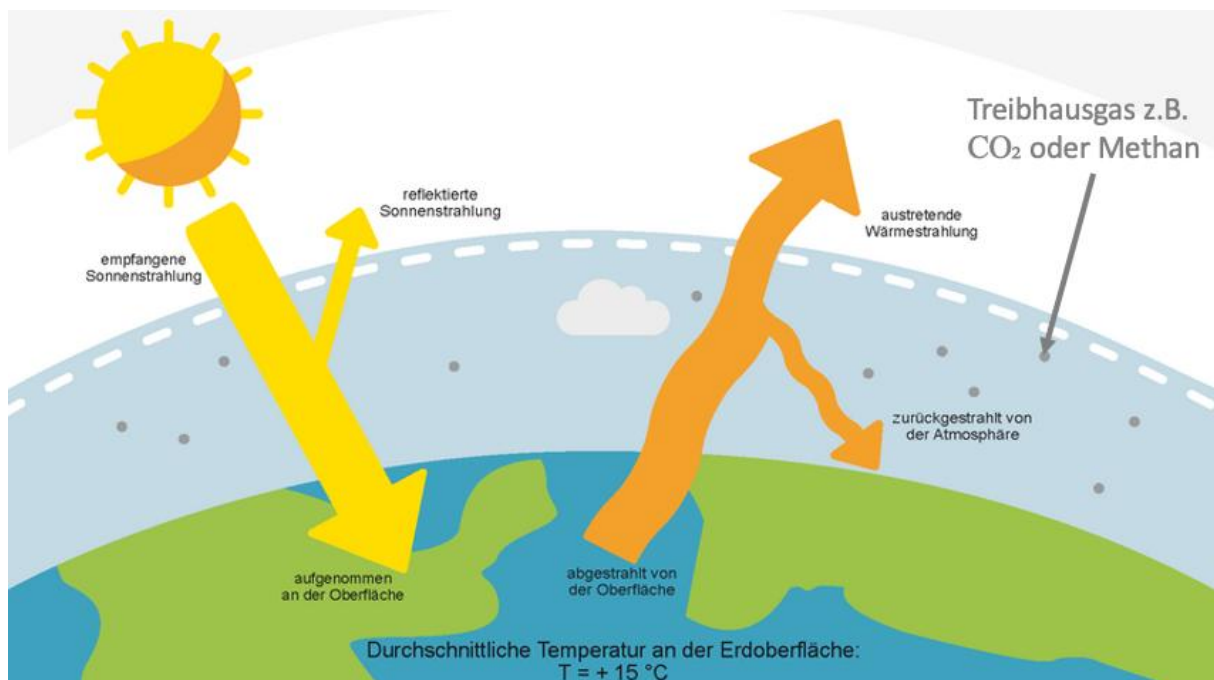 Treibhausgas z.B.
CO₂ oder Methan
reflektierte
Sonnenstrahlung
austretende
Wärmestrahlung
empfangene
Sonnenstrahlung
zurückgestrahlt von
der Atmosphäre
aufgenommen
an der Oberfläche
abgestrahlt von
der Oberfläche
Durchschnittliche Temperatur an der Erdoberfläche:
T = + 15 °C